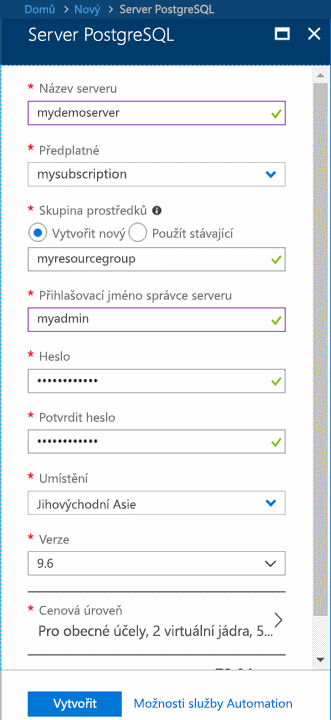 Domů > Nový > Server PostgreSQL
Server PostgreSQL
* Název serveru
mydemoserver
* Předplatné
mysubscription
* Skupina prostředků
Vytvořit nový Použít stávající
myresourcegroup
* Přihlašovací jméno správce serveru
myadmin
* Heslo
••••••••••••
* Potvrdit heslo
••••••••••••
* Umístění
Jihovýchodní Asie
* Verze
9.6
* Cenová úroveň
Pro obecné účely, 2 virtuální jádra, 5...
Vytvořit Možnosti služby Automation